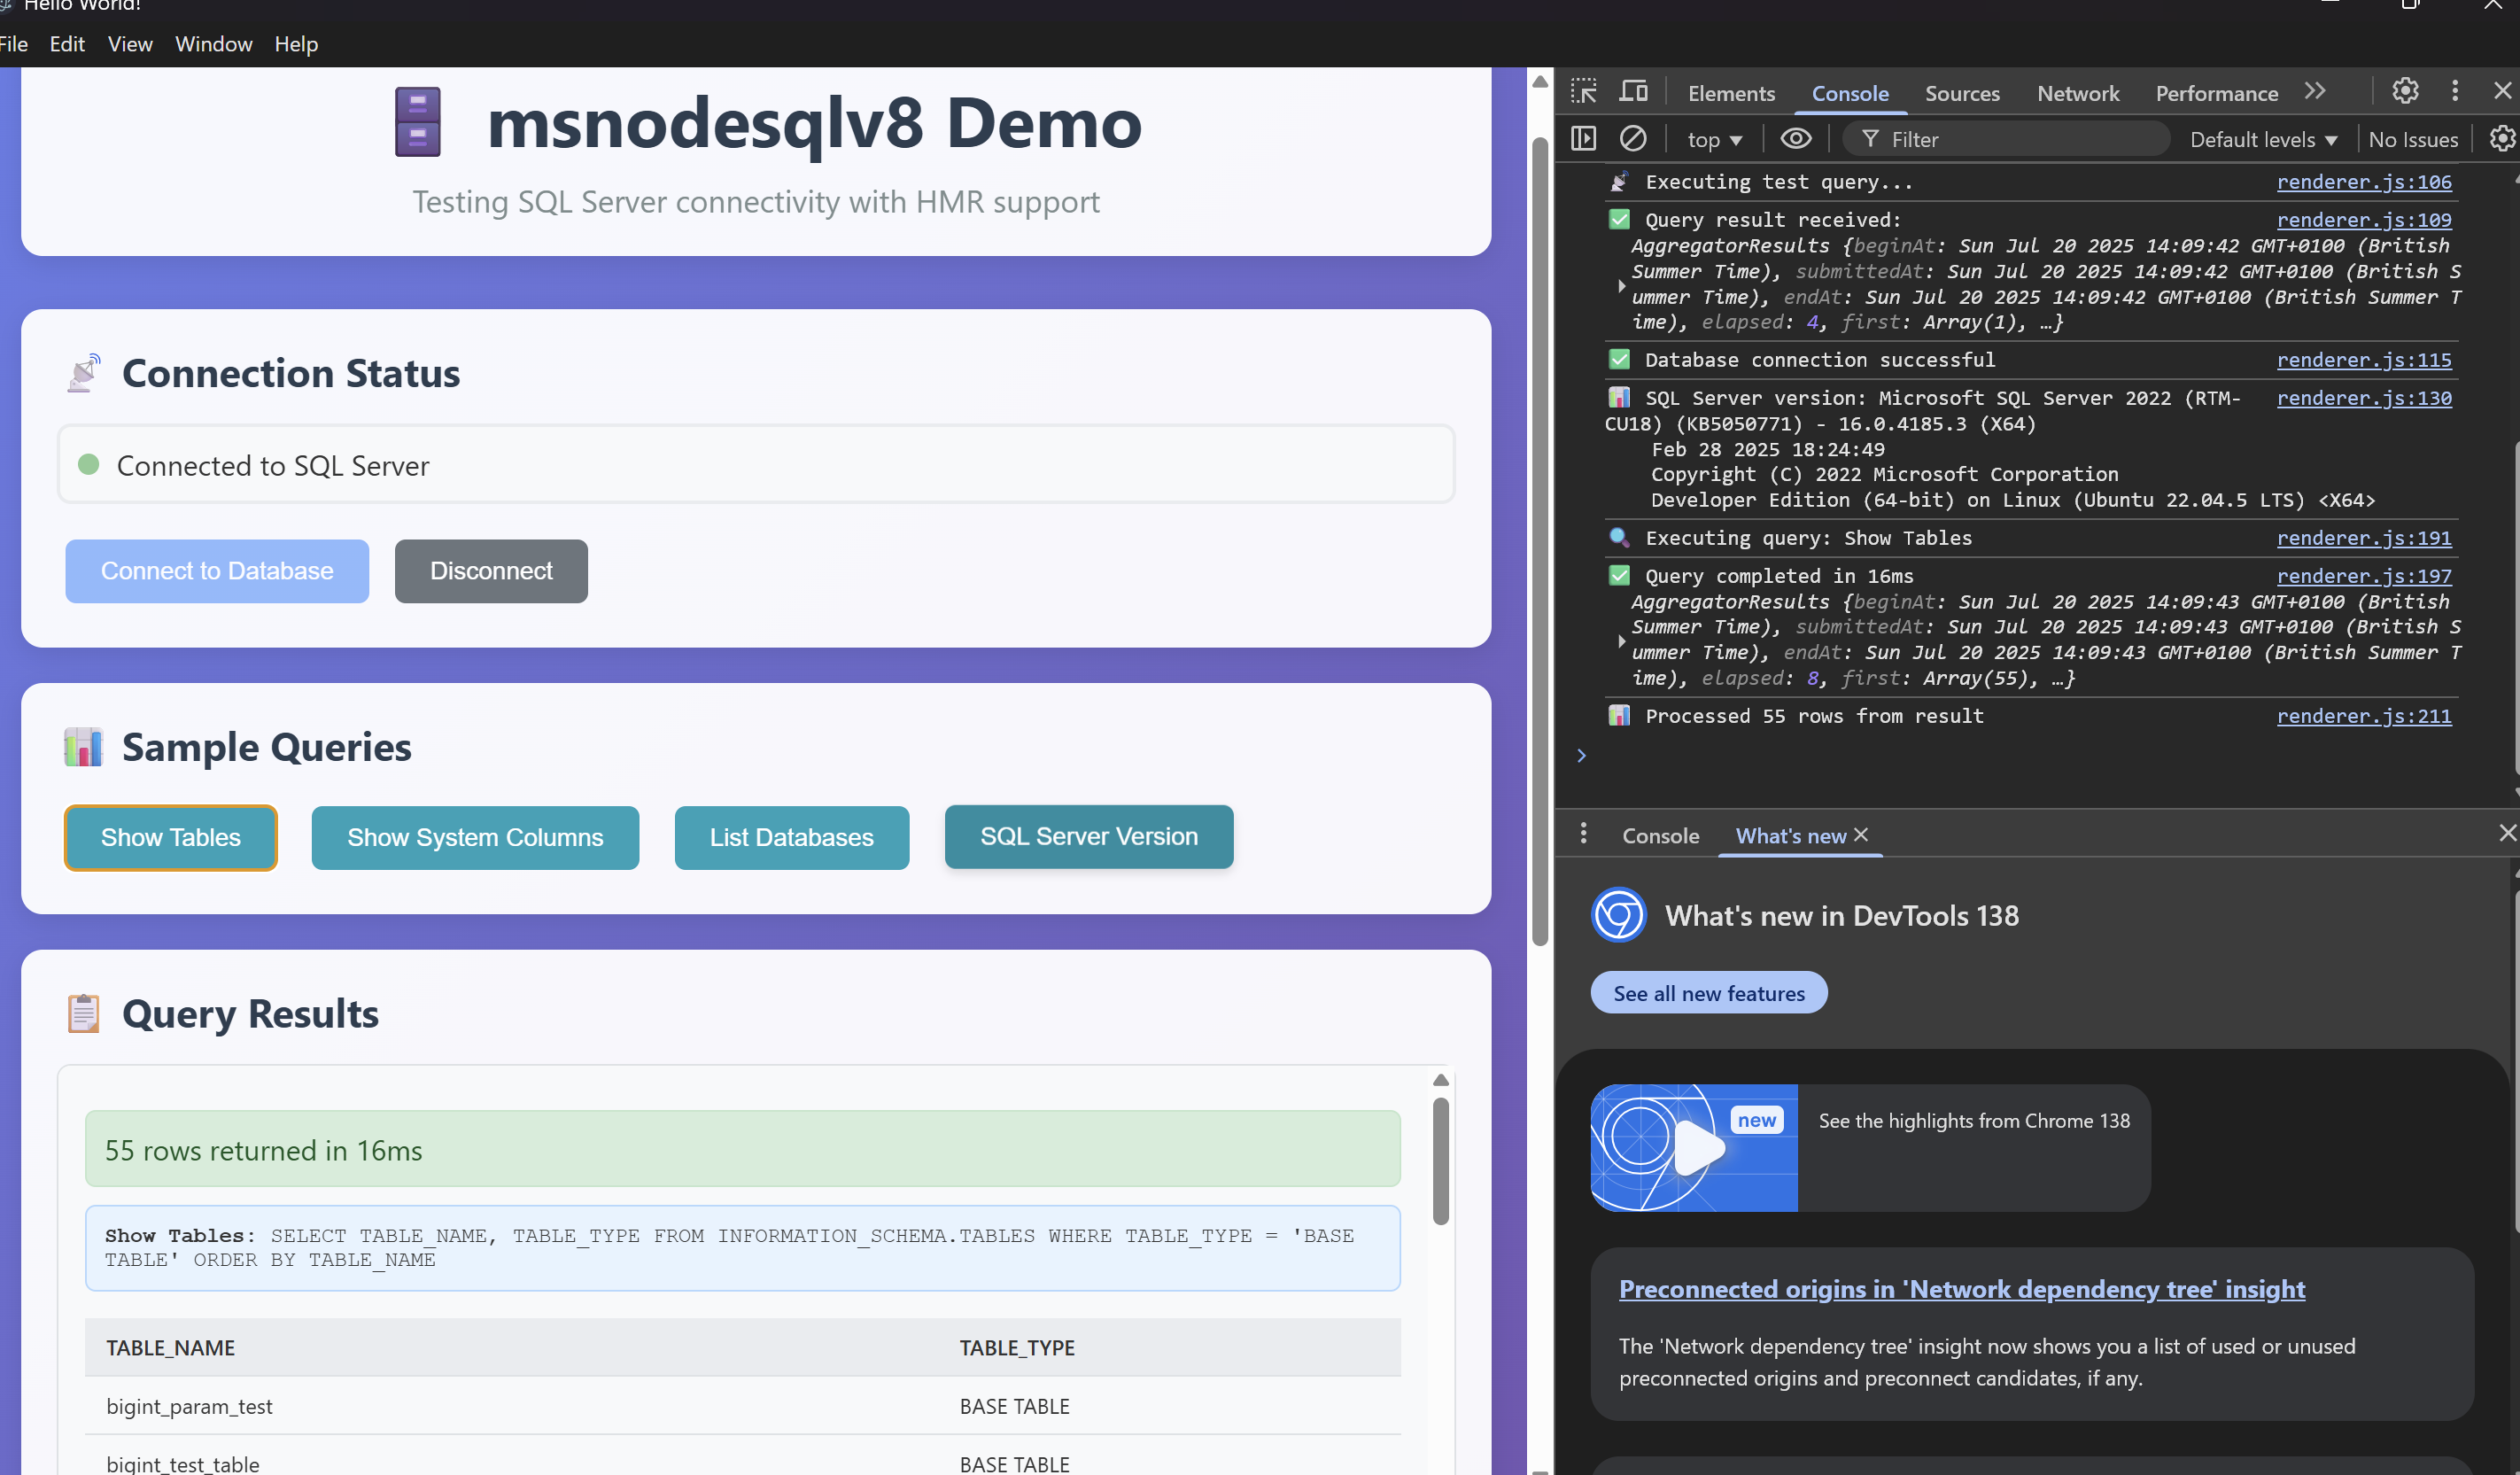 Hello World!
File Edit View Window Help
msnodesqlv8 Demo
Testing SQL Server connectivity with HMR support
Connection Status
Connected to SQL Server
Connect to Database Disconnect
Sample Queries
Show Tables Show System Columns List Databases SQL Server Version
Query Results
55 rows returned in 16ms
Show Tables: SELECT TABLE_NAME, TABLE_TYPE FROM INFORMATION_SCHEMA.TABLES WHERE TABLE_TYPE = 'BASE
TABLE' ORDER BY TABLE_NAME
TABLE_NAME TABLE_TYPE
bigint_param_test BASE TABLE
bigint_test_table BASE TABLE
Elements Console Sources Network Performance
top Filter Default levels No Issues
Executing test query... renderer.js:106
Query result received: renderer.js:109
AggregatorResults {beginAt: Sun Jul 20 2025 14:09:42 GMT+0100 (British
Summer Time), submittedAt: Sun Jul 20 2025 14:09:42 GMT+0100 (British S
ummer Time), endAt: Sun Jul 20 2025 14:09:42 GMT+0100 (British Summer T
ime), elapsed: 4, first: Array(1), …}
Database connection successful renderer.js:115
SQL Server version: Microsoft SQL Server 2022 (RTM- renderer.js:130
CU18) (KB5050771) - 16.0.4185.3 (X64)
Feb 28 2025 18:24:49
Copyright (C) 2022 Microsoft Corporation
Developer Edition (64-bit) on Linux (Ubuntu 22.04.5 LTS) <X64>
Executing query: Show Tables renderer.js:191
Query completed in 16ms renderer.js:197
AggregatorResults {beginAt: Sun Jul 20 2025 14:09:43 GMT+0100 (British
Summer Time), submittedAt: Sun Jul 20 2025 14:09:43 GMT+0100 (British S
ummer Time), endAt: Sun Jul 20 2025 14:09:43 GMT+0100 (British Summer T
ime), elapsed: 8, first: Array(55), …}
Processed 55 rows from result renderer.js:211
Console What's new
What's new in DevTools 138
See all new features
new
See the highlights from Chrome 138
Preconnected origins in 'Network dependency tree' insight
The 'Network dependency tree' insight now shows you a list of used or unused
preconnected origins and preconnect candidates, if any.